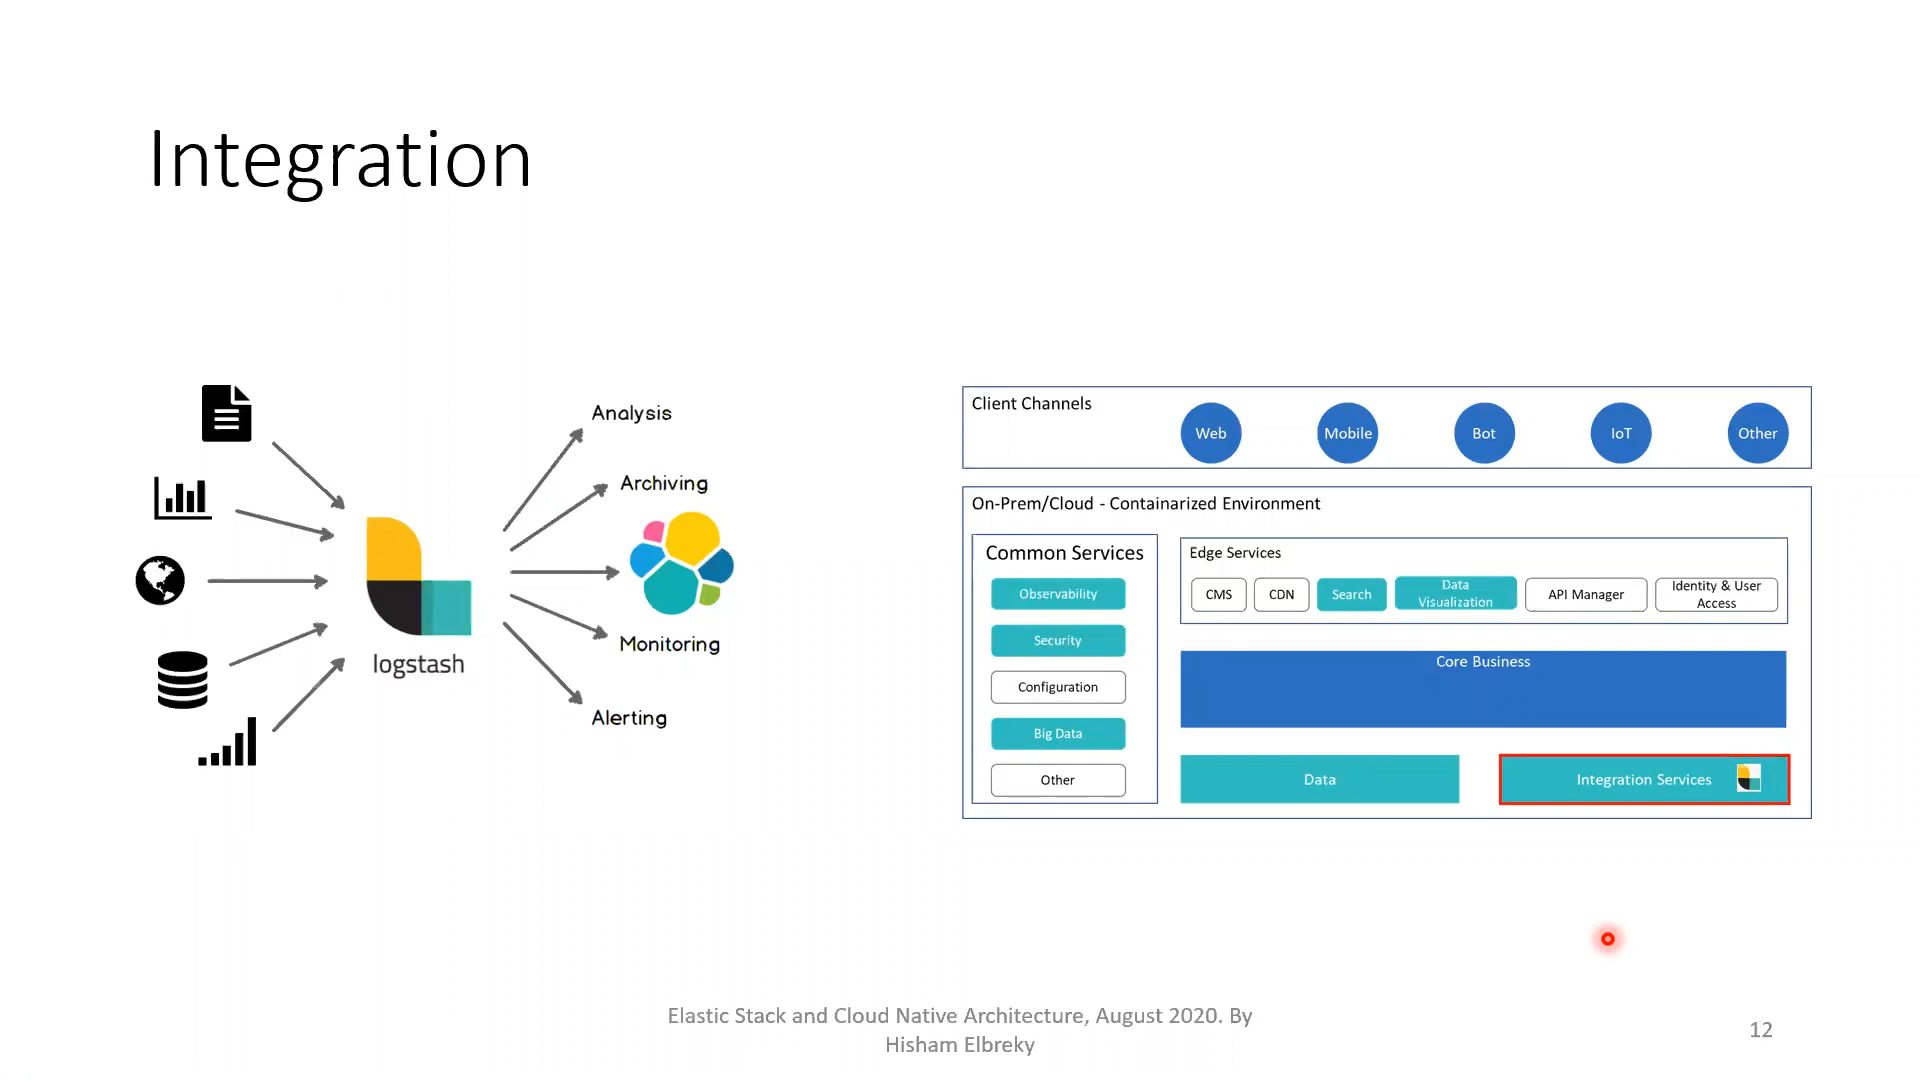 Integration
Analysis
Archiving
logstash
Monitoring
Alerting
Client Channels
Web
Mobile
Bot
IoT
Other
On-Prem/Cloud - Containarized Environment
Common Services
Observability
Security
Configuration
Big Data
Other
Edge Services
CMS
CDN
Search
Data
Visualization
API Manager
Identity & User
Access
Core Business
Data
Integration Services
Elastic Stack and Cloud Native Architecture, August 2020. By
Hisham Elbreky
12